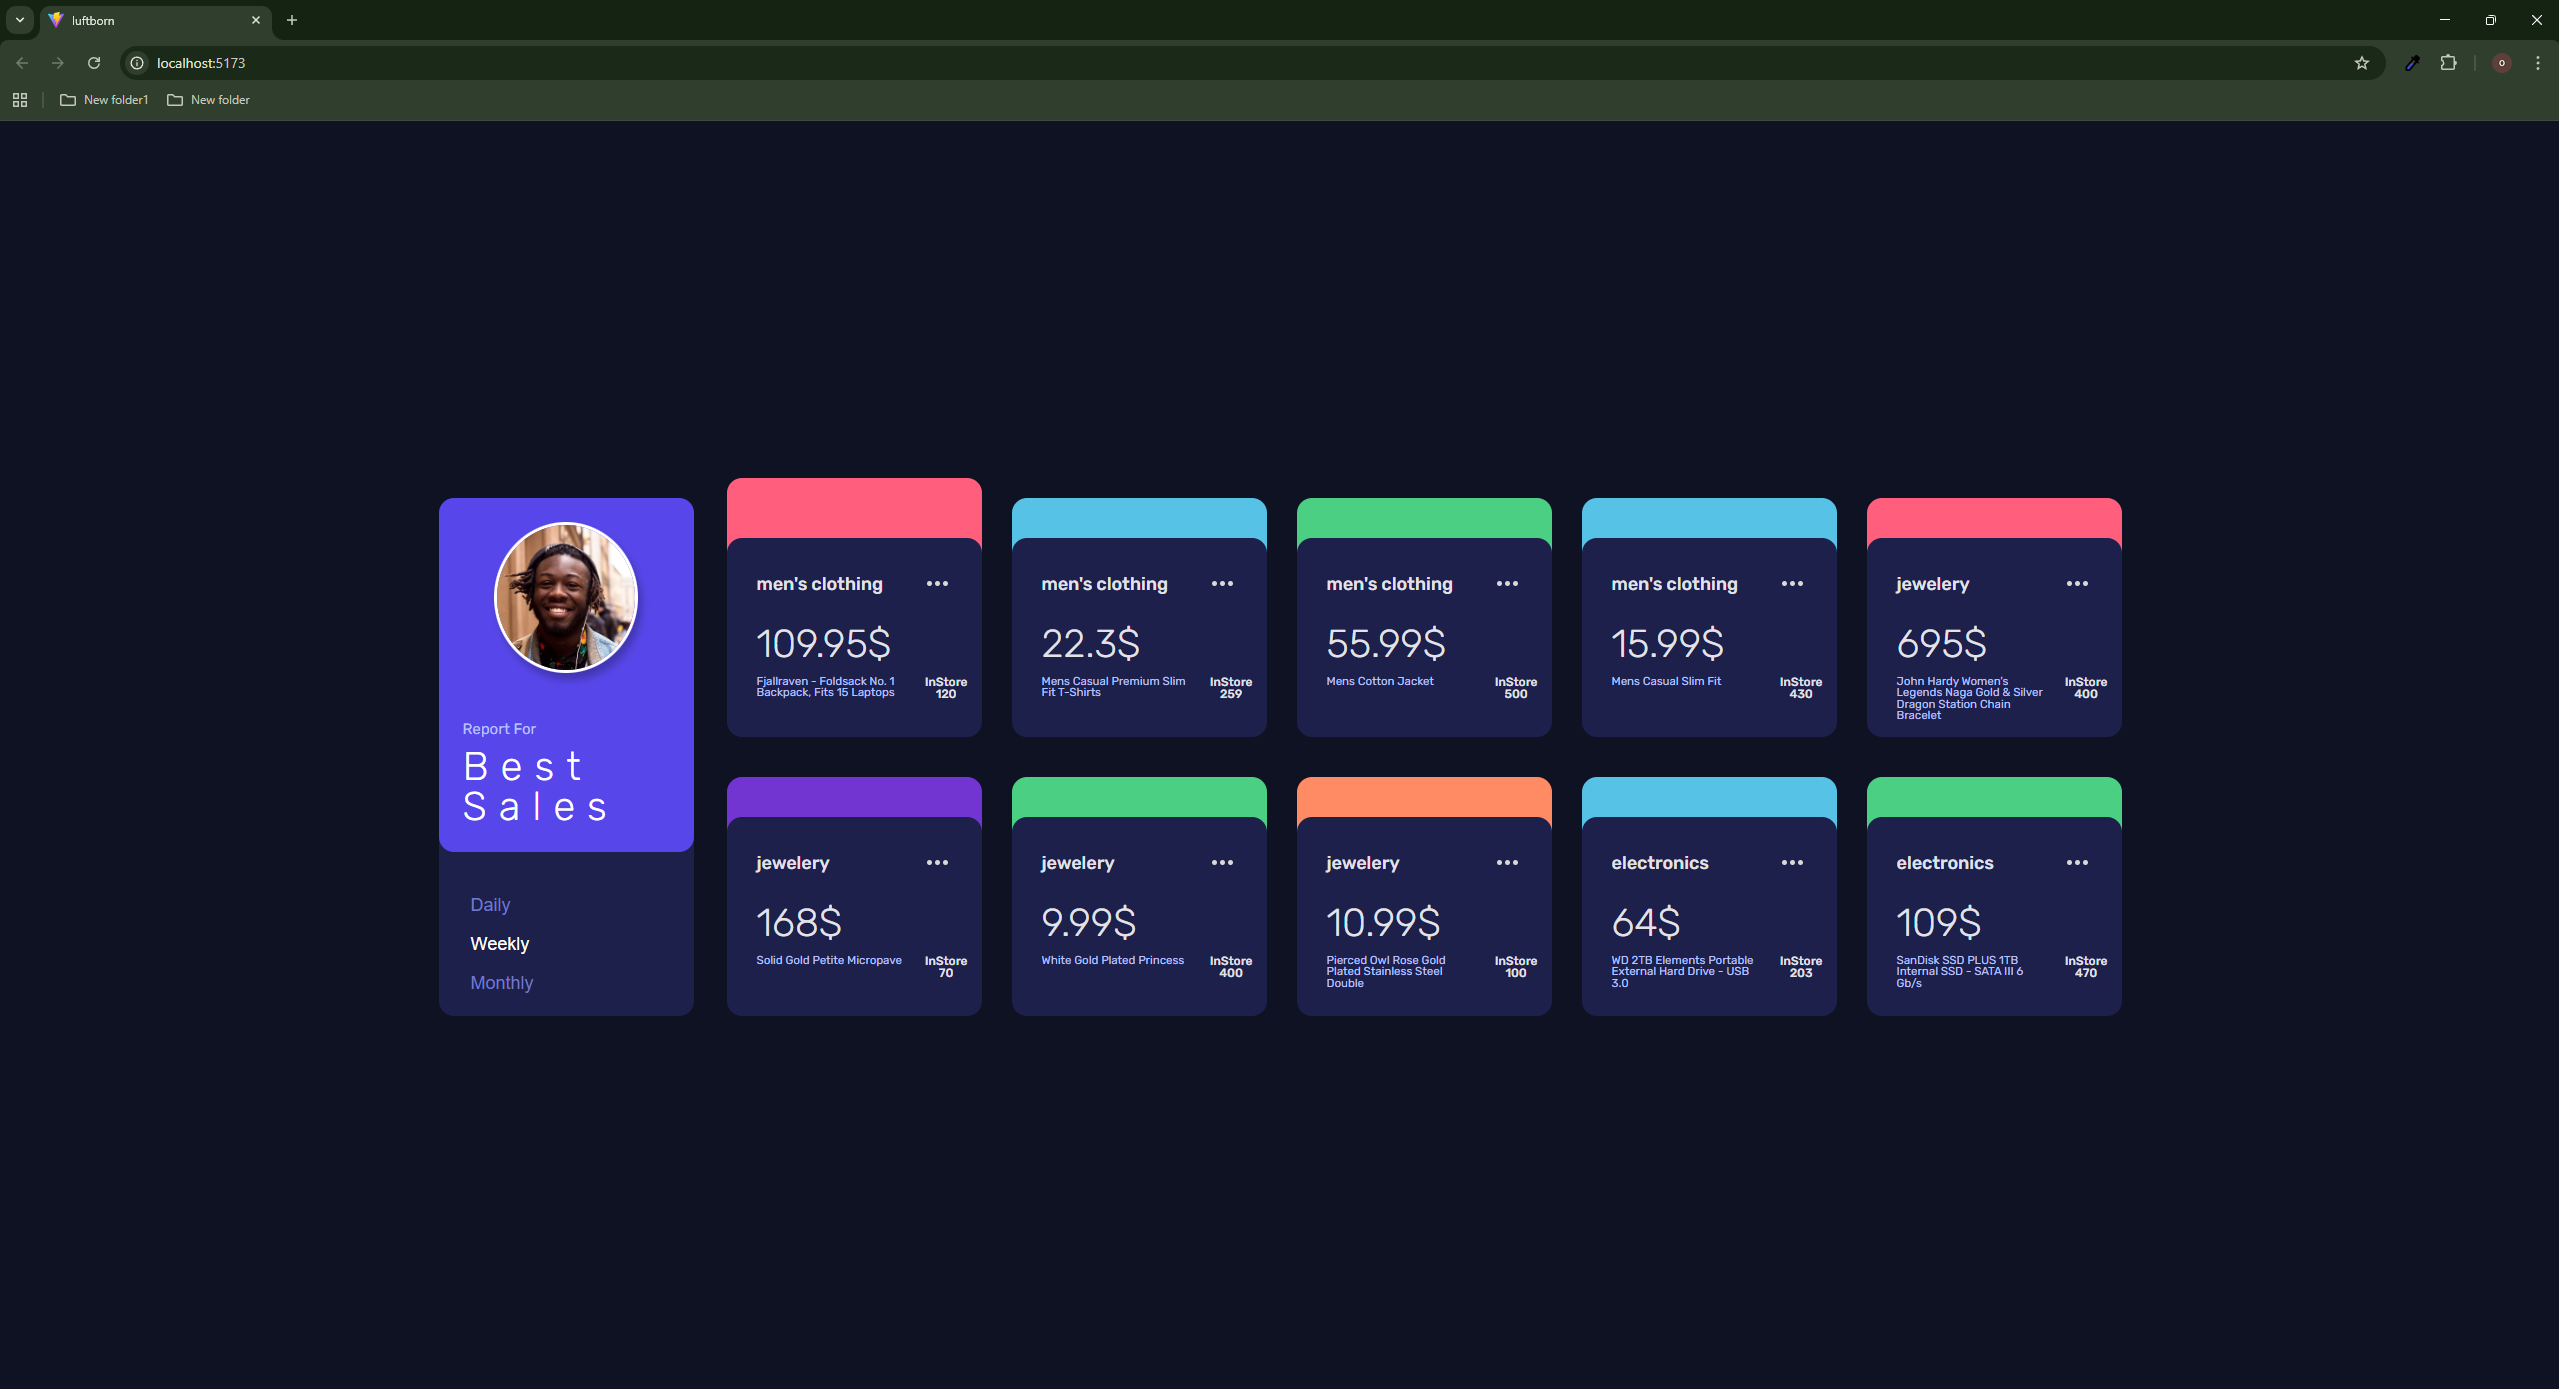 luftborn
localhost:5173
New folder1
New folder
Report For
Best
Sales
Daily
Weekly
Monthly
men's clothing
109.95$
Fjallraven - Foldsack No. 1
Backpack, Fits 15 Laptops
InStore
120
men's clothing
22.3$
Mens Casual Premium Slim
Fit T-Shirts
InStore
259
men's clothing
55.99$
Mens Cotton Jacket
InStore
500
men's clothing
15.99$
Mens Casual Slim Fit
InStore
430
jewelery
695$
John Hardy Women's
Legends Naga Gold & Silver
Dragon Station Chain
Bracelet
InStore
400
jewelery
168$
Solid Gold Petite Micropave
InStore
70
jewelery
9.99$
White Gold Plated Princess
InStore
400
jewelery
10.99$
Pierced Owl Rose Gold
Plated Stainless Steel
Double
InStore
100
electronics
64$
WD 2TB Elements Portable
External Hard Drive - USB
3.0
InStore
203
electronics
109$
SanDisk SSD PLUS 1TB
Internal SSD - SATA III 6
Gb/s
InStore
470